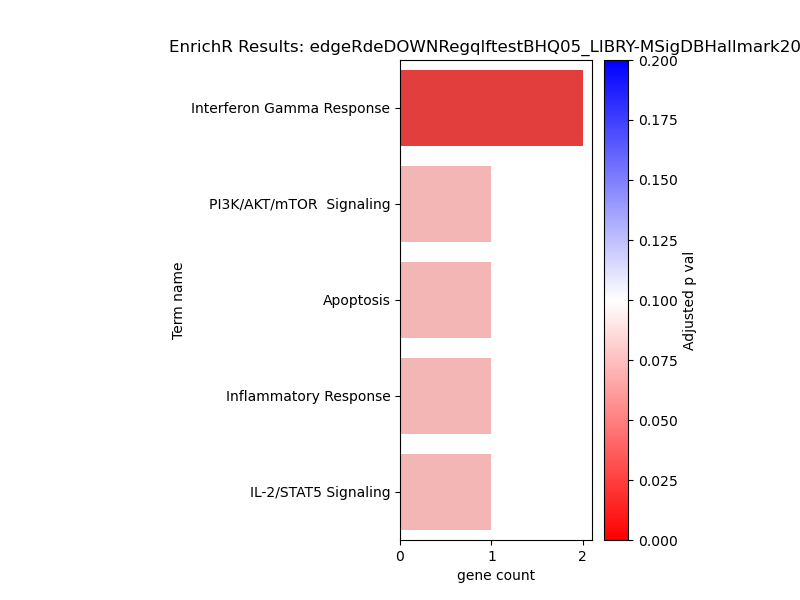 EnrichR Results: edgeRdeDOWNRegqlftestBHQ05_LIBRY-MSigDBHallmark20
Interferon Gamma Response
PI3K/AKT/mTOR  Signaling
Apoptosis
Inflammatory Response
IL-2/STAT5 Signaling
Term name
0
1
2
gene count
0.200
0.175
0.150
0.125
0.100
0.075
0.050
0.025
0.000
Adjusted p val